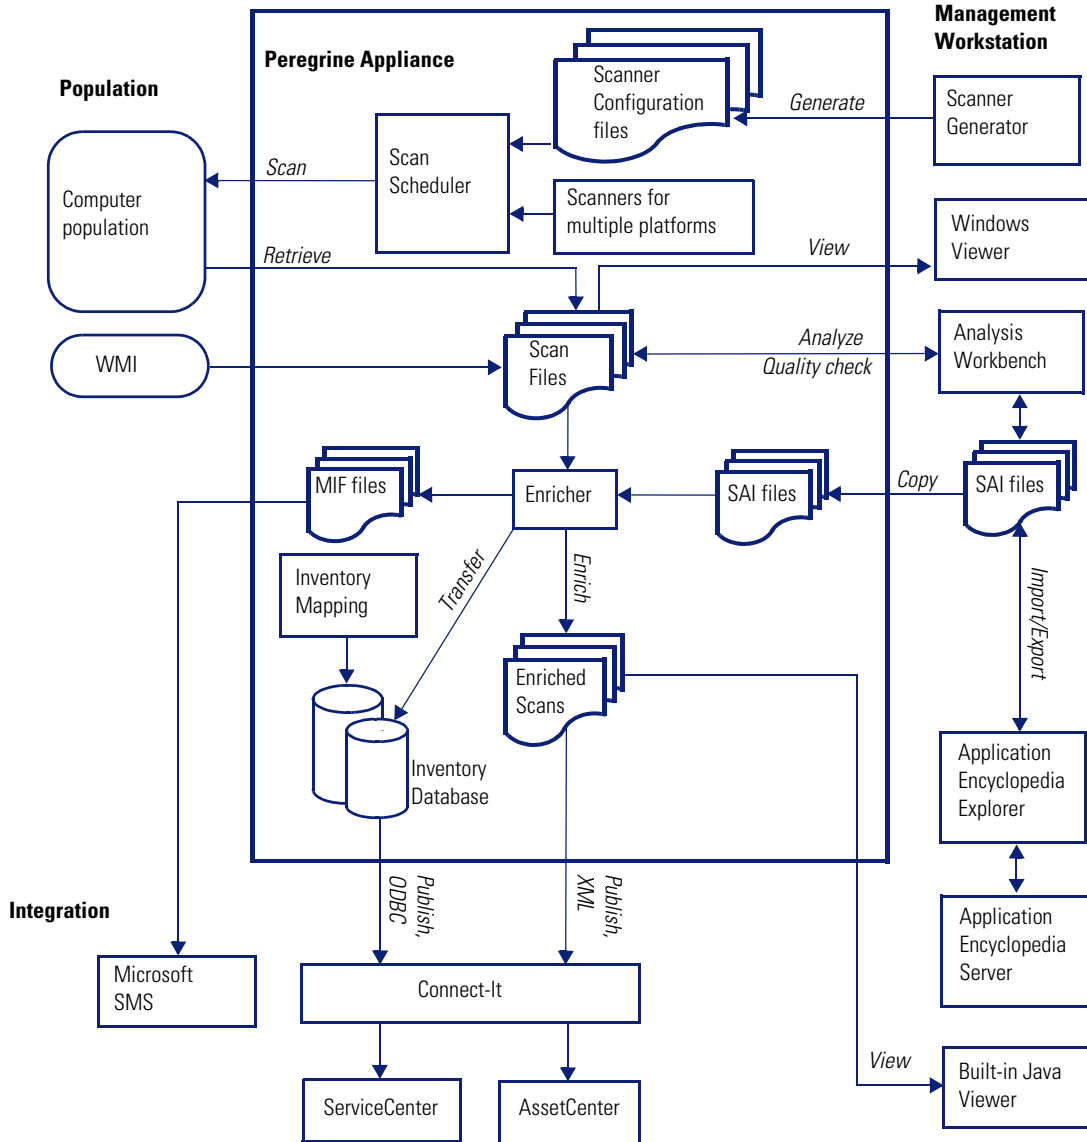 Management
Workstation
Peregrine Appliance
Population
Scanner
Configuration
files
Generate
Scanner
Generator
Scan
Scan
Scheduler
Computer
population
Scanners for
multiple platforms
Windows
Viewer
View
Retrieve
WMI
Scan
Files
Analyze
Quality check
Analysis
Workbench
MIF files
Enricher
SAI files
Copy
SAI files
Transfer
Enrich
Import/Export
Inventory
Mapping
Enriched
Scans
Inventory
Database
Application
Encyclopedia
Explorer
Publish,
ODBC
Publish,
XML
Integration
Application
Encyclopedia
Server
Microsoft
SMS
Connect-It
View
Built-in Java
Viewer
ServiceCenter
AssetCenter